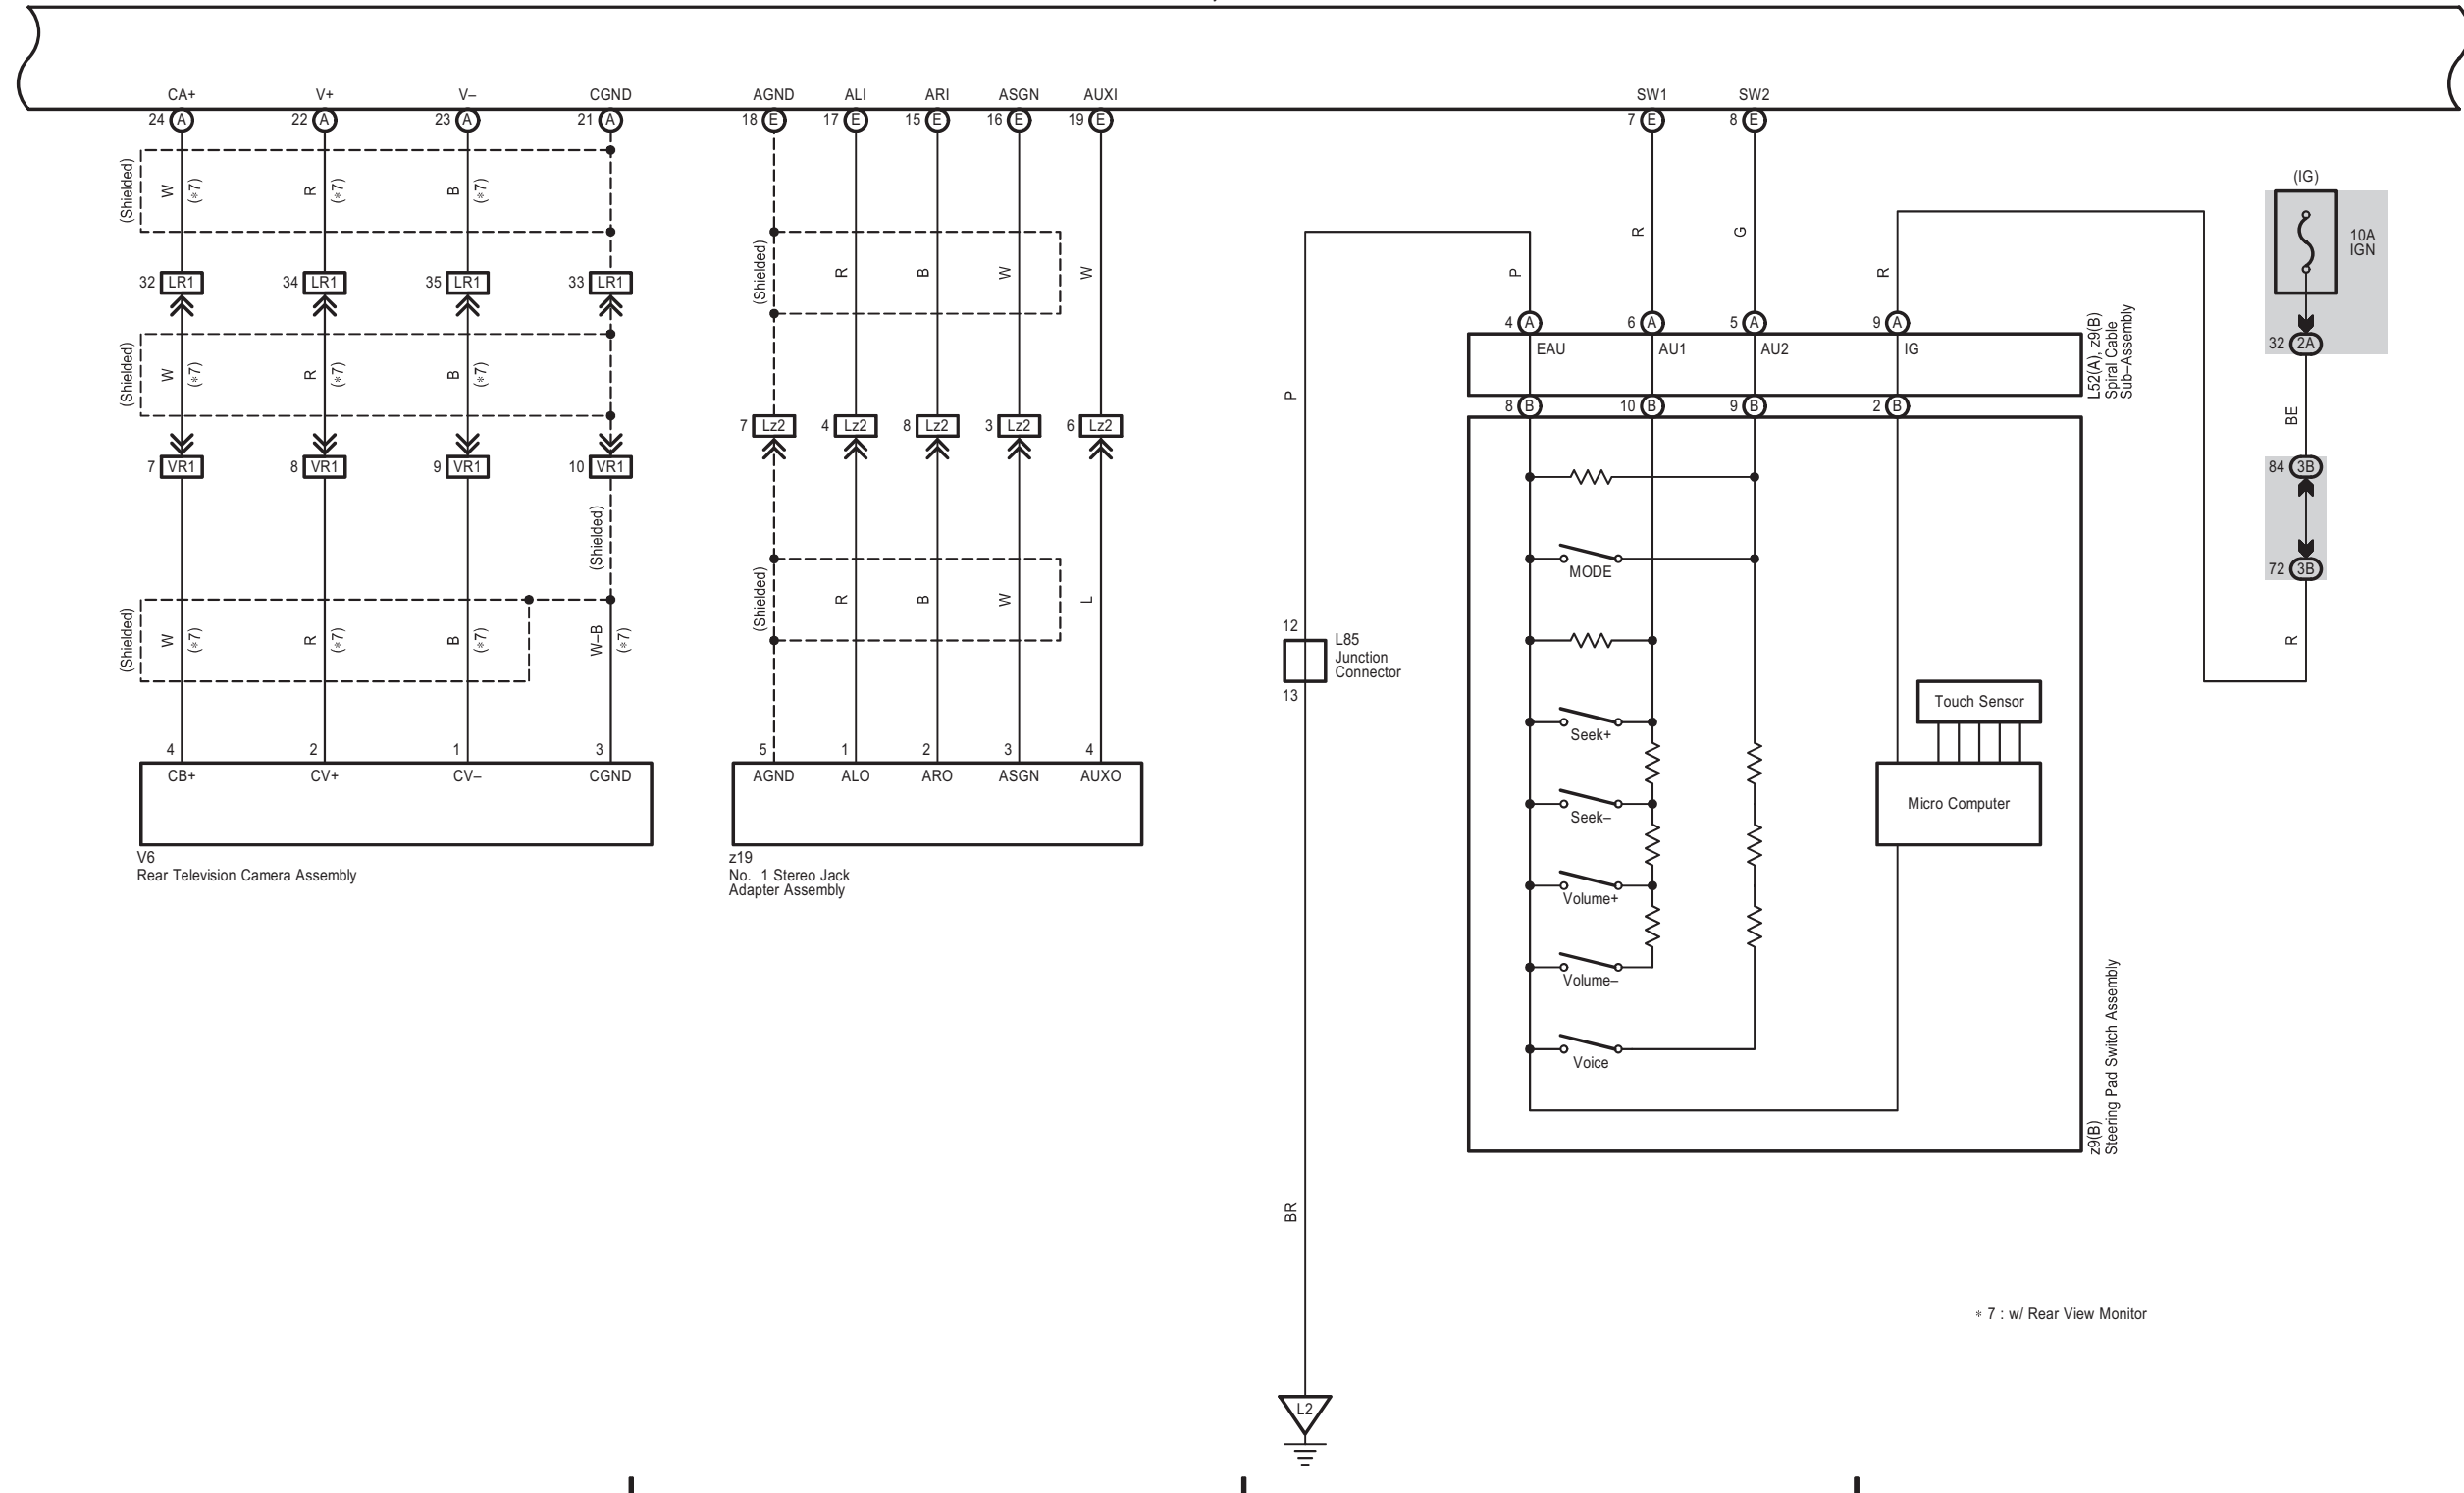 CA+ V+ V– CGND AGND ALI ARI ASGN AUXI SW1 SW2
24 A 22 A 23 A 21 A 18 E 17 E 15 E 16 E 19 E 7 E 8 E
(Shielded) W (*7) R (*7) B (*7)
(IG)
10A
IGN
(Shielded) R B W W
P R G R
32 LR1 34 LR1 35 LR1 33 LR1
4 A 6 A 5 A 9 A
EAU AU1 AU2 IG
L52(A), z9(B)
Spiral Cable
Sub–Assembly
32 2A
(Shielded) W (*7) R (*7) B (*7)
P
BE
8 B 10 B 9 B 2 B
7 Lz2 4 Lz2 8 Lz2 3 Lz2 6 Lz2
7 VR1 8 VR1 9 VR1 10 VR1
84 3B
(Shielded)
MODE
72 3B
(Shielded) R B W L
(Shielded) W (*7) R (*7) B (*7) W–B (*7)
12
L85
Junction
Connector
13
R
Touch Sensor
Seek+
4 2 1 3
CB+ CV+ CV– CGND
5 1 2 3 4
AGND ALO ARO ASGN AUXO
Seek–
Micro Computer
V6
Rear Television Camera Assembly
z19
No. 1 Stereo Jack
Adapter Assembly
Volume+
Volume–
Voice
z9(B)
Steering Pad Switch Assembly
BR
* 7 : w/ Rear View Monitor
L2